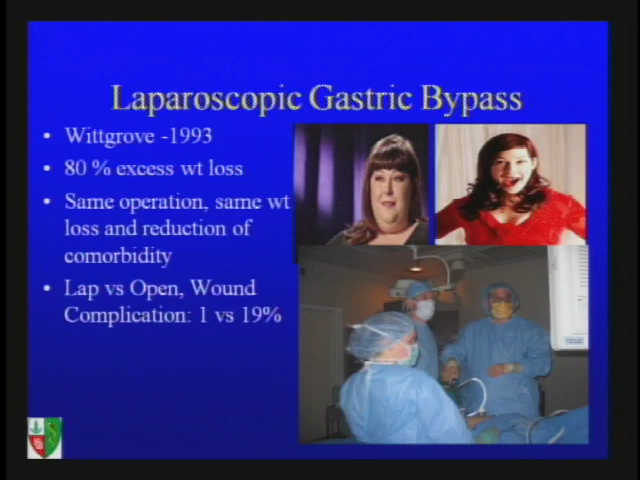 Laparoscopic Gastric Bypass
• Wittgrove -1993
• 80 % excess wt loss
• Same operation, same wt
loss and reduction of
comorbidity
• Lap vs Open, Wound
Complication: 1 vs 19%